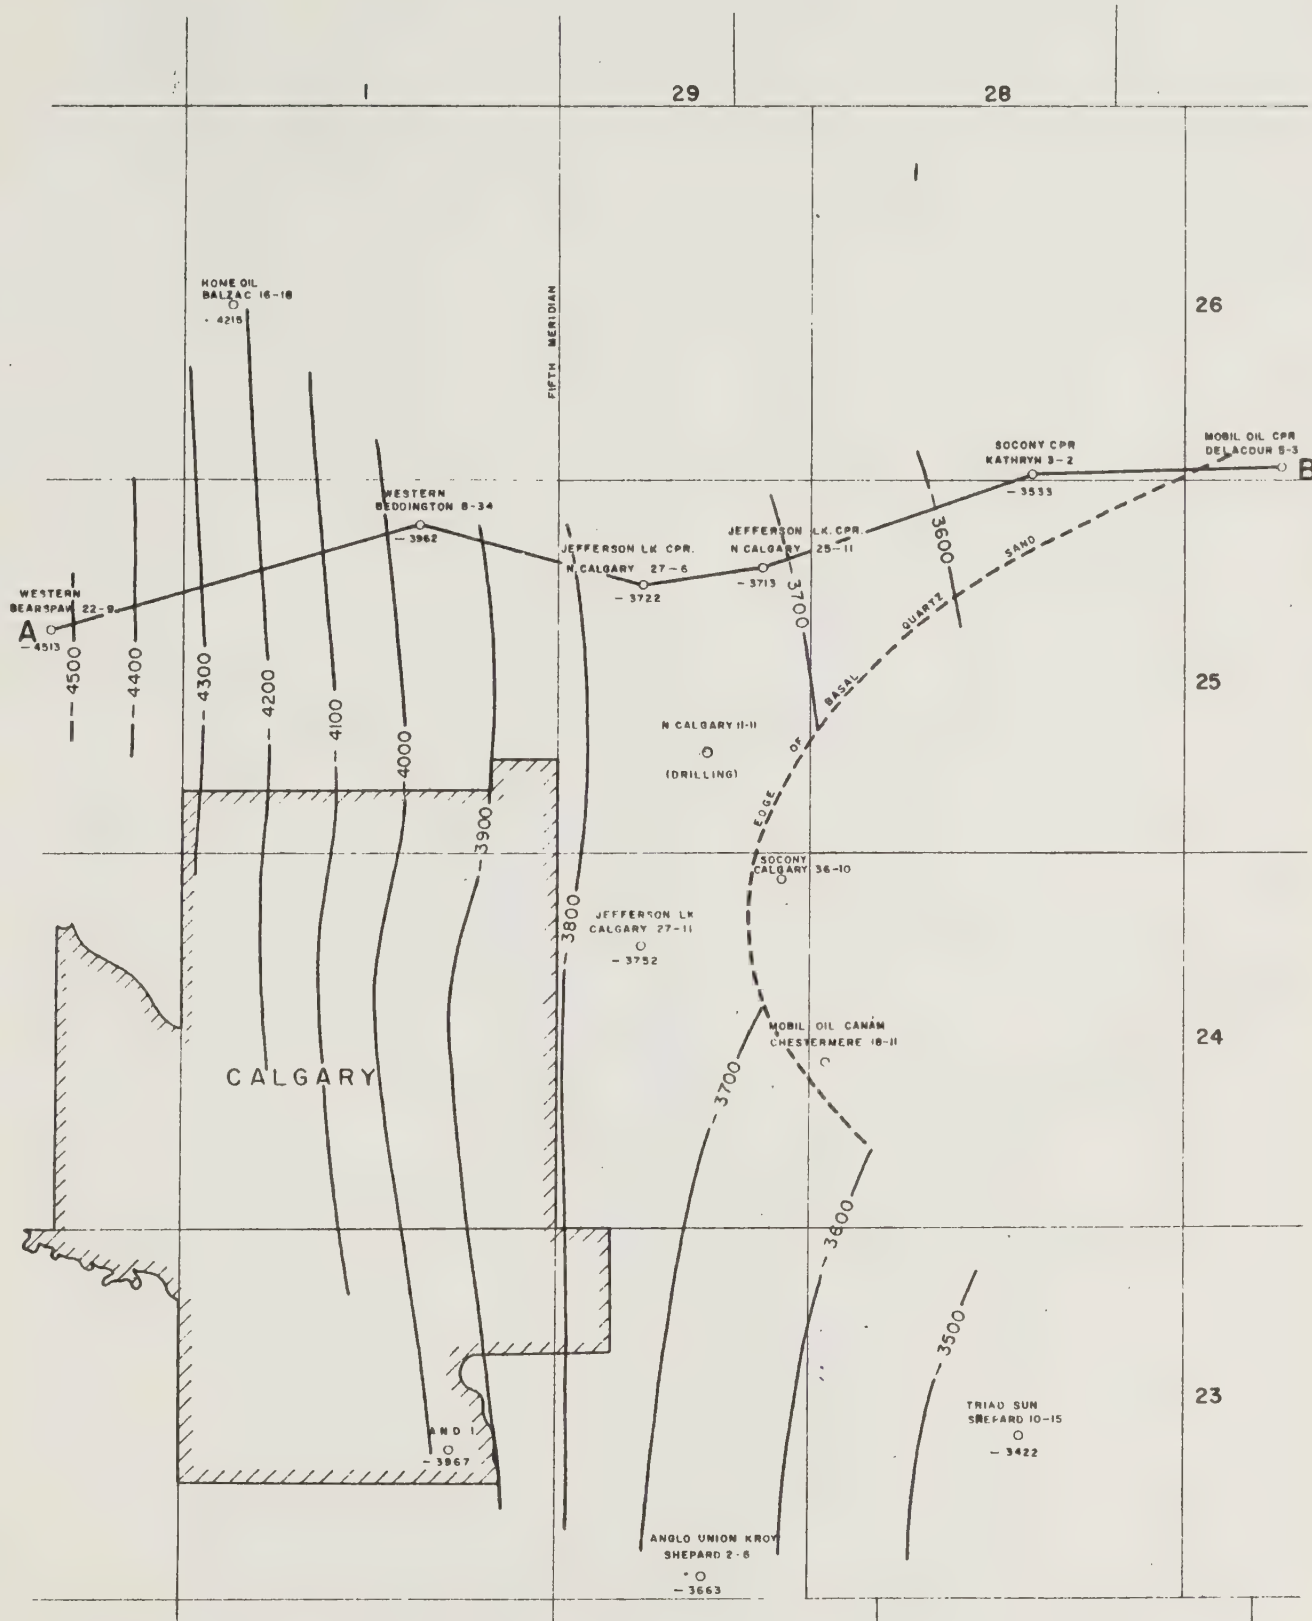 1
29
28
HOME OIL
BALZAC 16-18
- 4215
FIFTH MERIDIAN
26
SOCONY CPR
KATHRYN 3-2
- 3533
MOBIL OIL CPR
DELACOUR 5-3
B
WESTERN
BEDDINGTON 8-34
- 3962
JEFFERSON LK CPR.
N CALGARY 27-6
- 3722
JEFFERSON LK. CPR.
N CALGARY 25-11
- 3713
WESTERN
BEARSPAW 22-9
A
- 4513
- 4500
- 4400
- 4300
- 4200
- 4100
- 4000
- 3900
- 3800
- 3700
- 3600
EDGE OF BASAL QUARTZ SAND
25
N CALGARY 11-11
(DRILLING)
SOCONY
CALGARY 36-10
JEFFERSON LK
CALGARY 27-11
- 3752
MOBIL OIL CANAM
CHESTERMERE 18-11
24
CALGARY
- 3700
- 3600
- 3500
23
TRIAD SUN
SHEPARD 10-15
- 3422
AND 1
- 3967
ANGLO UNION KROY
SHEPARD 2-6
- 3663